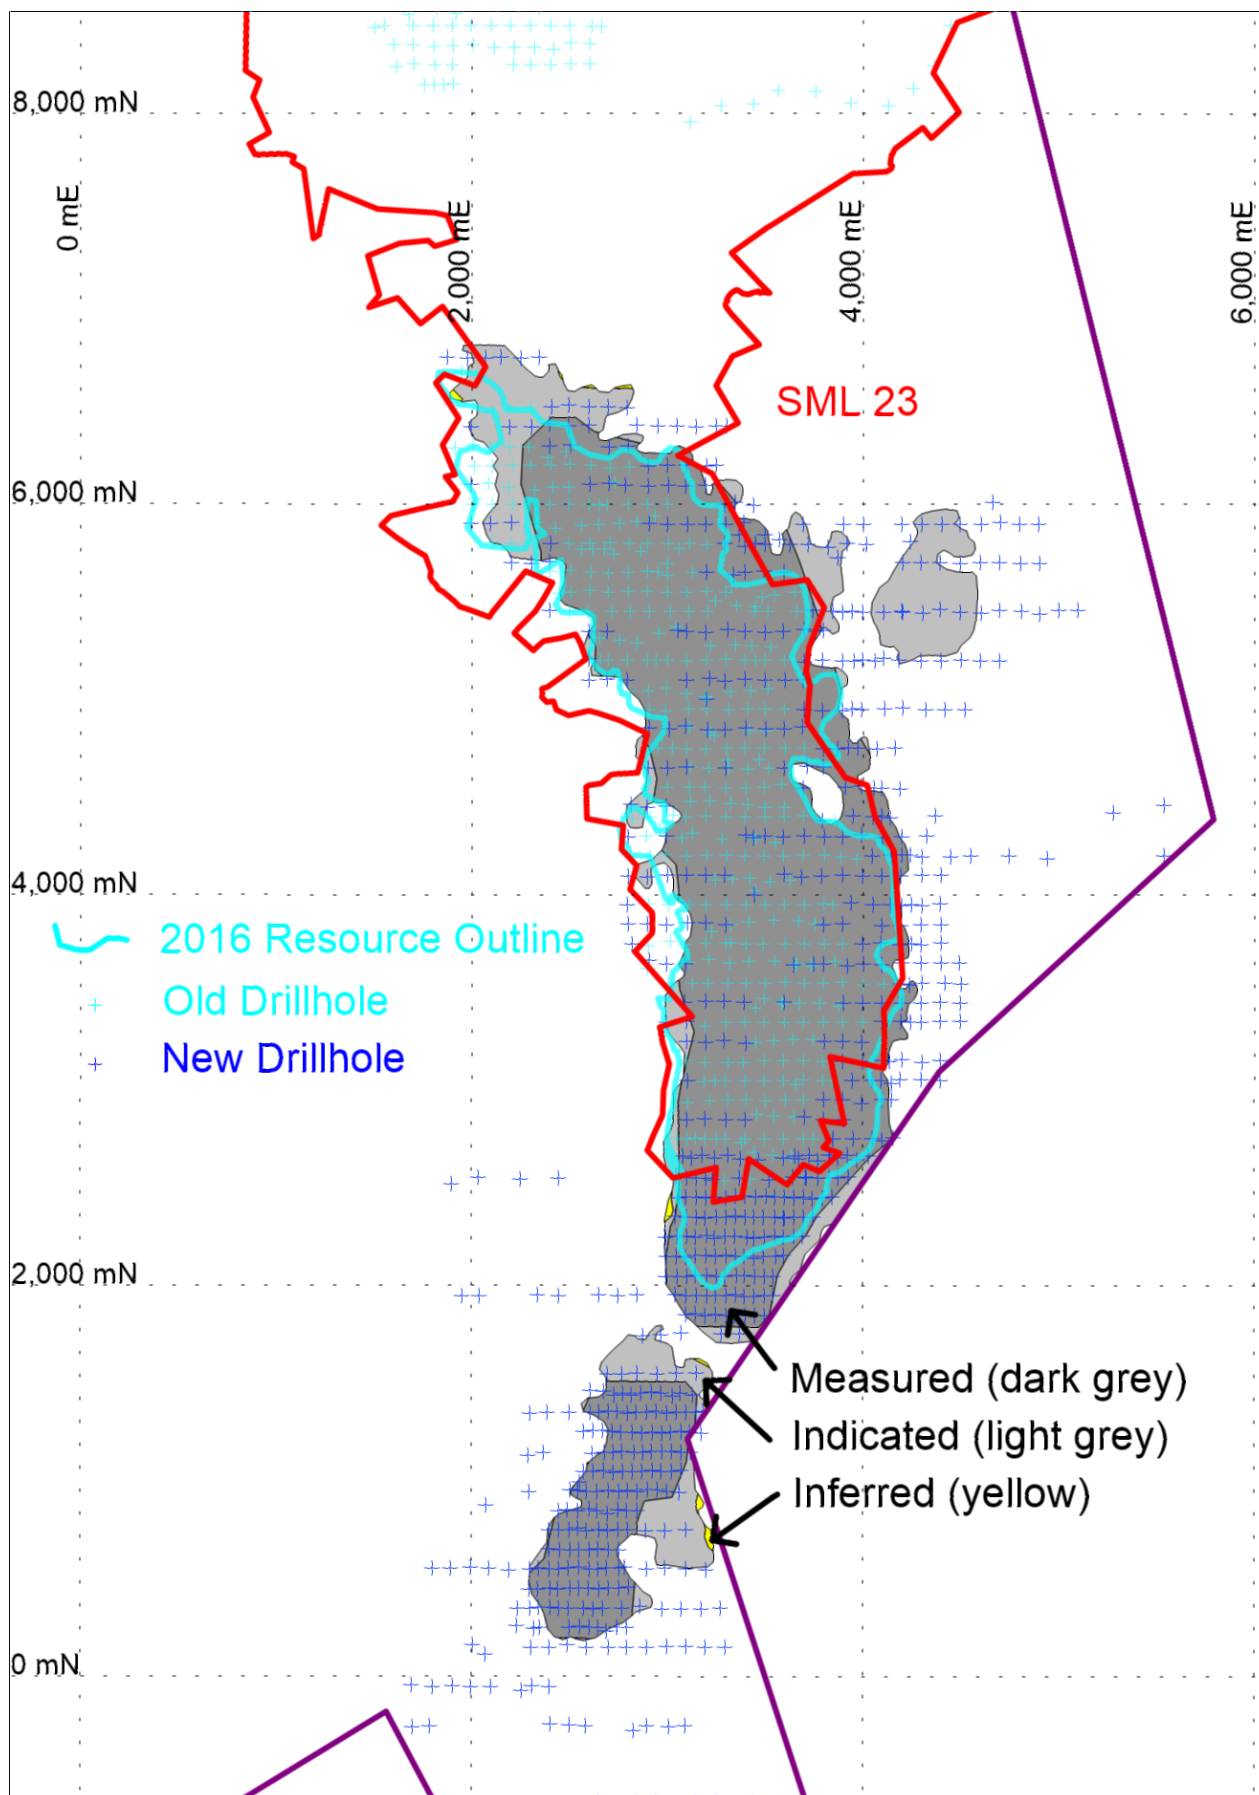 8,000 mN
0 mE
2,000 mE
4,000 mE
6,000 mE
SML 23
6,000 mN
4,000 mN
2016 Resource Outline
Old Drillhole
New Drillhole
2,000 mN
Measured (dark grey)
Indicated (light grey)
Inferred (yellow)
0 mN